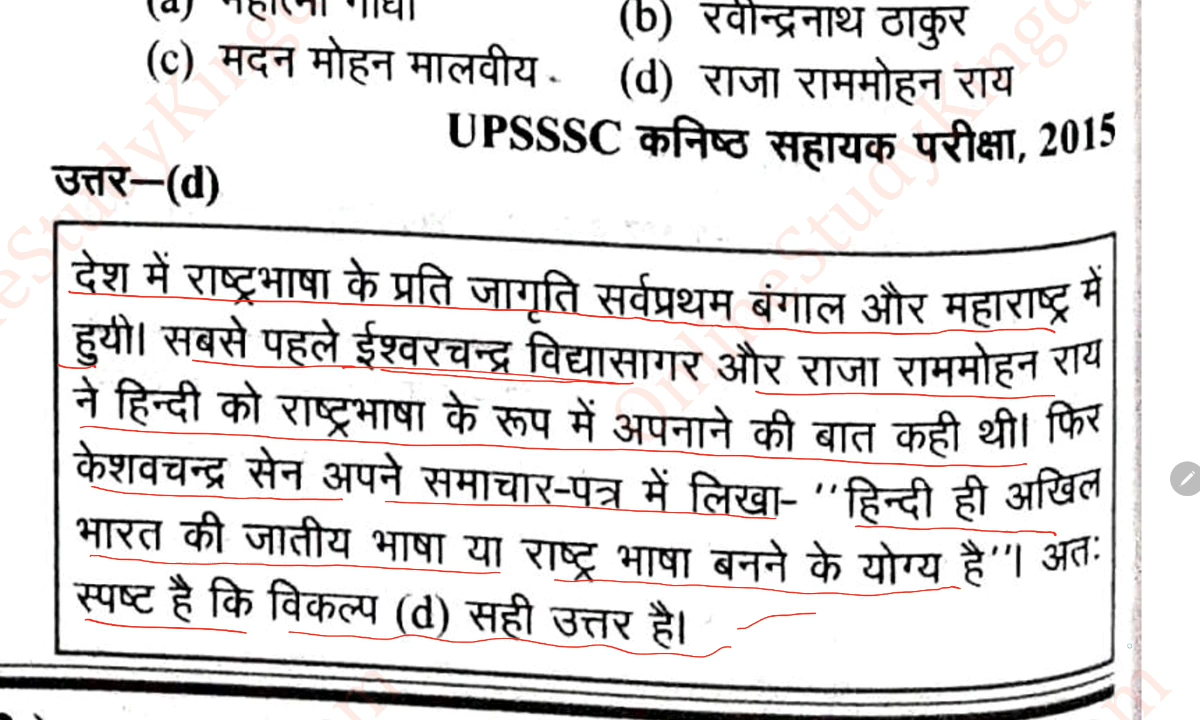 (a) महात्मा गांधी (b) रवीन्द्रनाथ ठाकुर
(c) मदन मोहन मालवीय (d) राजा राममोहन राय
UPSSSC कनिष्ठ सहायक परीक्षा, 2015
उत्तर–(d)
देश में राष्ट्रभाषा के प्रति जागृति सर्वप्रथम बंगाल और महाराष्ट्र में
हुयी। सबसे पहले ईश्वरचन्द्र विद्यासागर और राजा राममोहन राय
ने हिन्दी को राष्ट्रभाषा के रूप में अपनाने की बात कही थी। फिर
केशवचन्द्र सेन अपने समाचार-पत्र में लिखा- ''हिन्दी ही अखिल
भारत की जातीय भाषा या राष्ट्र भाषा बनने के योग्य है''। अतः
स्पष्ट है कि विकल्प (d) सही उत्तर है।
OnlineStudyKingdom